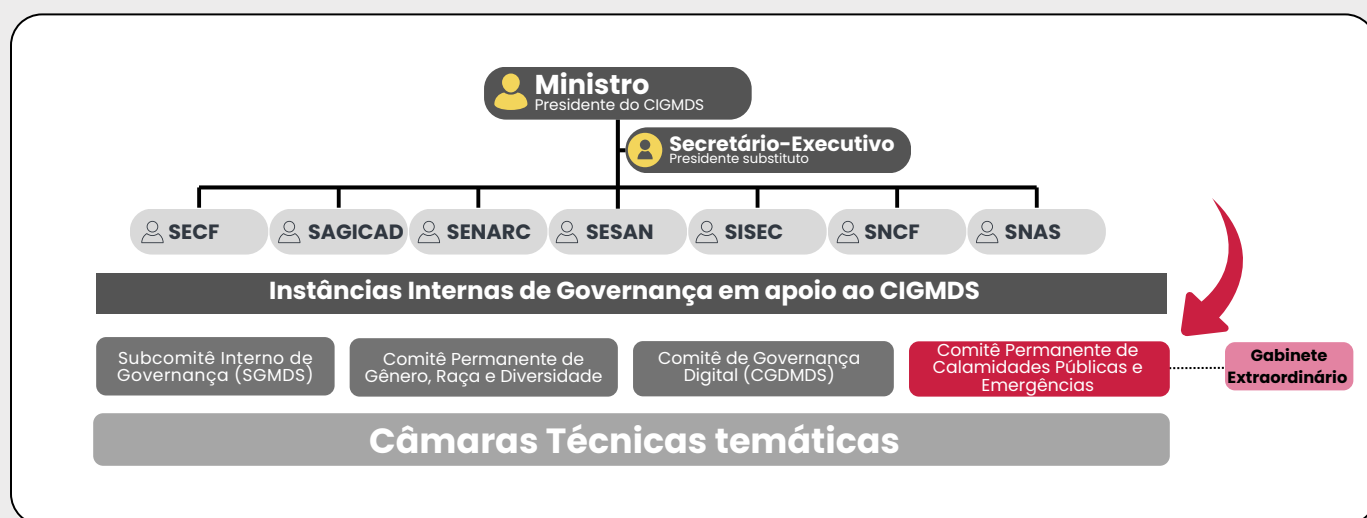 Ministro
Presidente do CIGMDS
Secretário-Executivo
Presidente substituto
SECF
SAGICAD
SENARC
SESAN
SISEC
SNCF
SNAS
Instâncias Internas de Governança em apoio ao CIGMDS
Subcomitê Interno de
Governança (SGMDS)
Comitê Permanente de
Gênero, Raça e Diversidade
Comitê de Governança
Digital (CGDMDS)
Comitê Permanente de
Calamidades Públicas e
Emergências
Gabinete
Extraordinário
Câmaras Técnicas temáticas